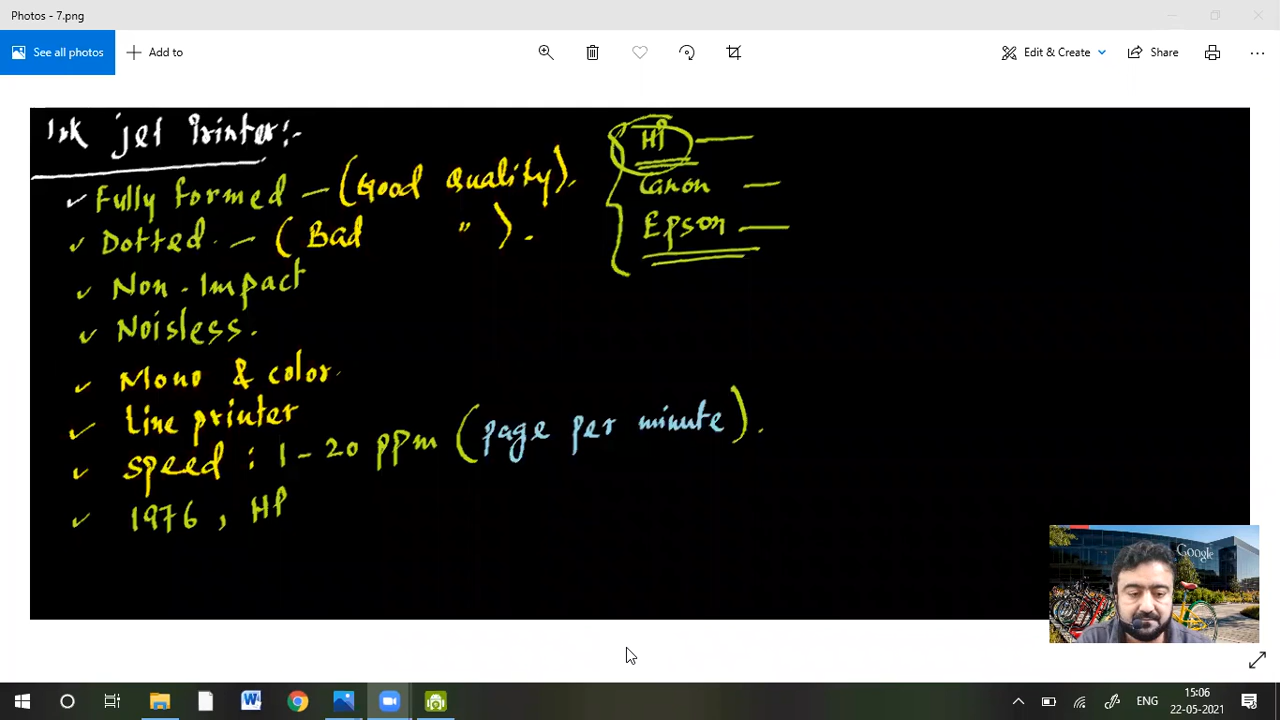 Photos - 7.png
See all photos
Add to
Edit & Create
Share
Ink jet Printer:-
✓ Fully formed - (Good Quality).
✓ Dotted. - (Bad " ).
✓ Non-Impact
✓ Noisless.
✓ Mono & color.
✓ Line printer
✓ speed : 1-20 ppm (page per minute).
✓ 1976, HP
HP —
Canon —
Epson —
Google
W
ENG
15:06
22-05-2021